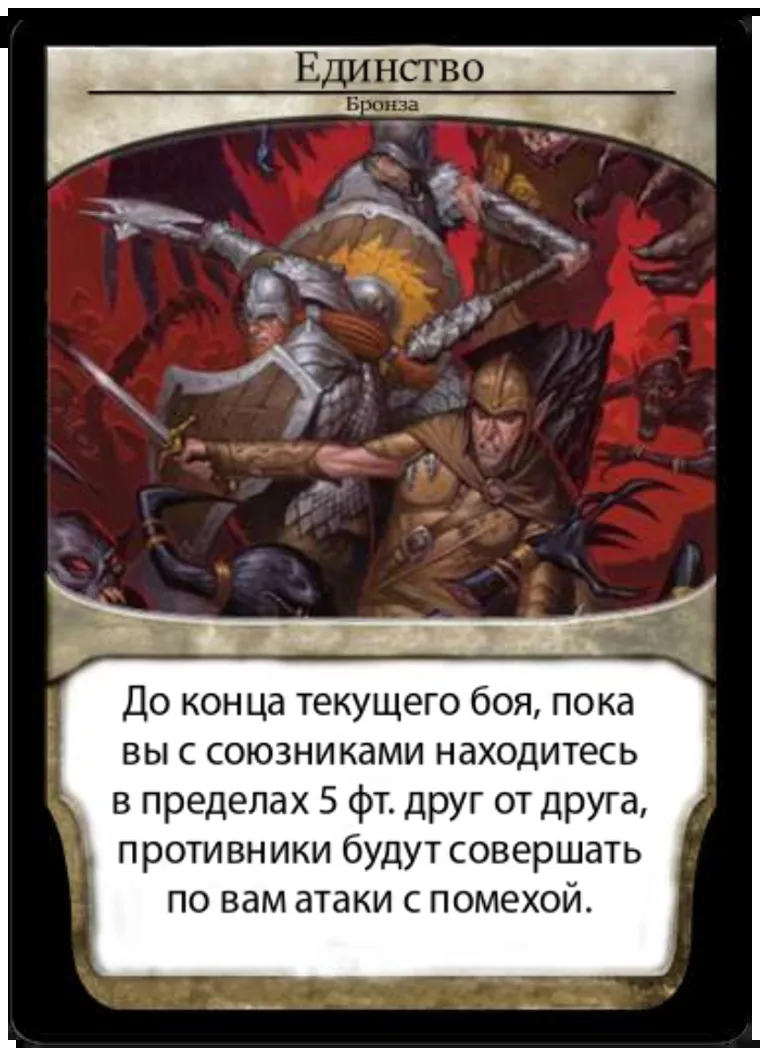 Единство
Бронза
До конца текущего боя, пока
вы с союзниками находитесь
в пределах 5 фт. друг от друга,
противники будут совершать
по вам атаки с помехой.